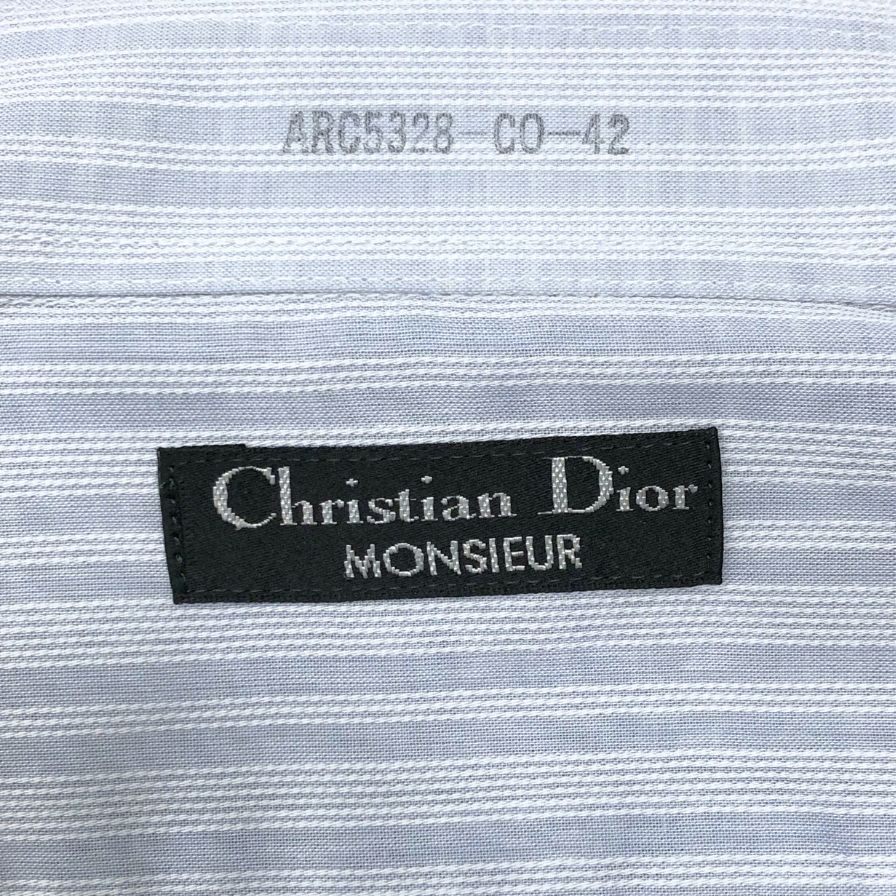 ARC5328-CO-42
Christian Dior
MONSIEUR